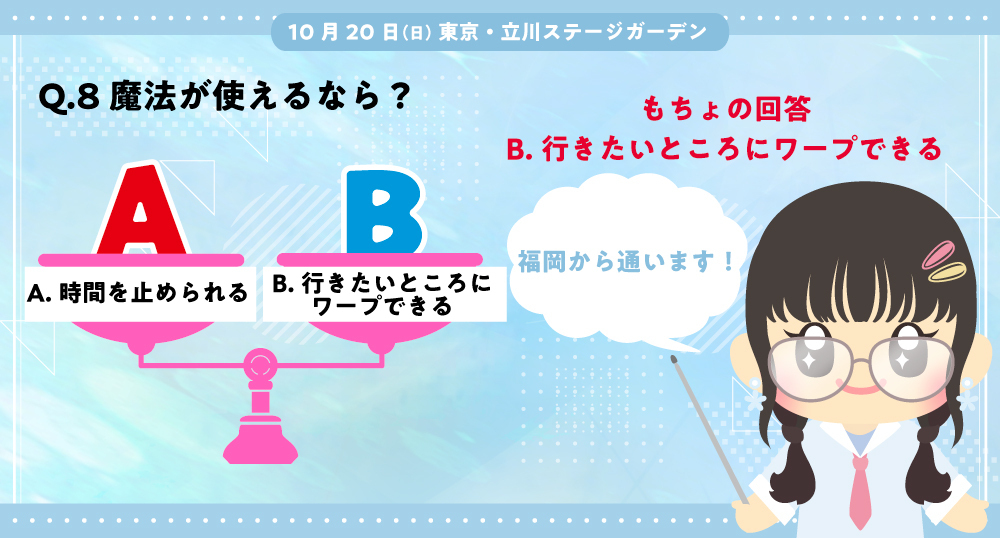 10月20日(日) 東京・立川ステージガーデン
Q.8 魔法が使えるなら？
もちょの回答
B. 行きたいところにワープできる
A
B
A. 時間を止められる
B. 行きたいところに
ワープできる
福岡から通います！